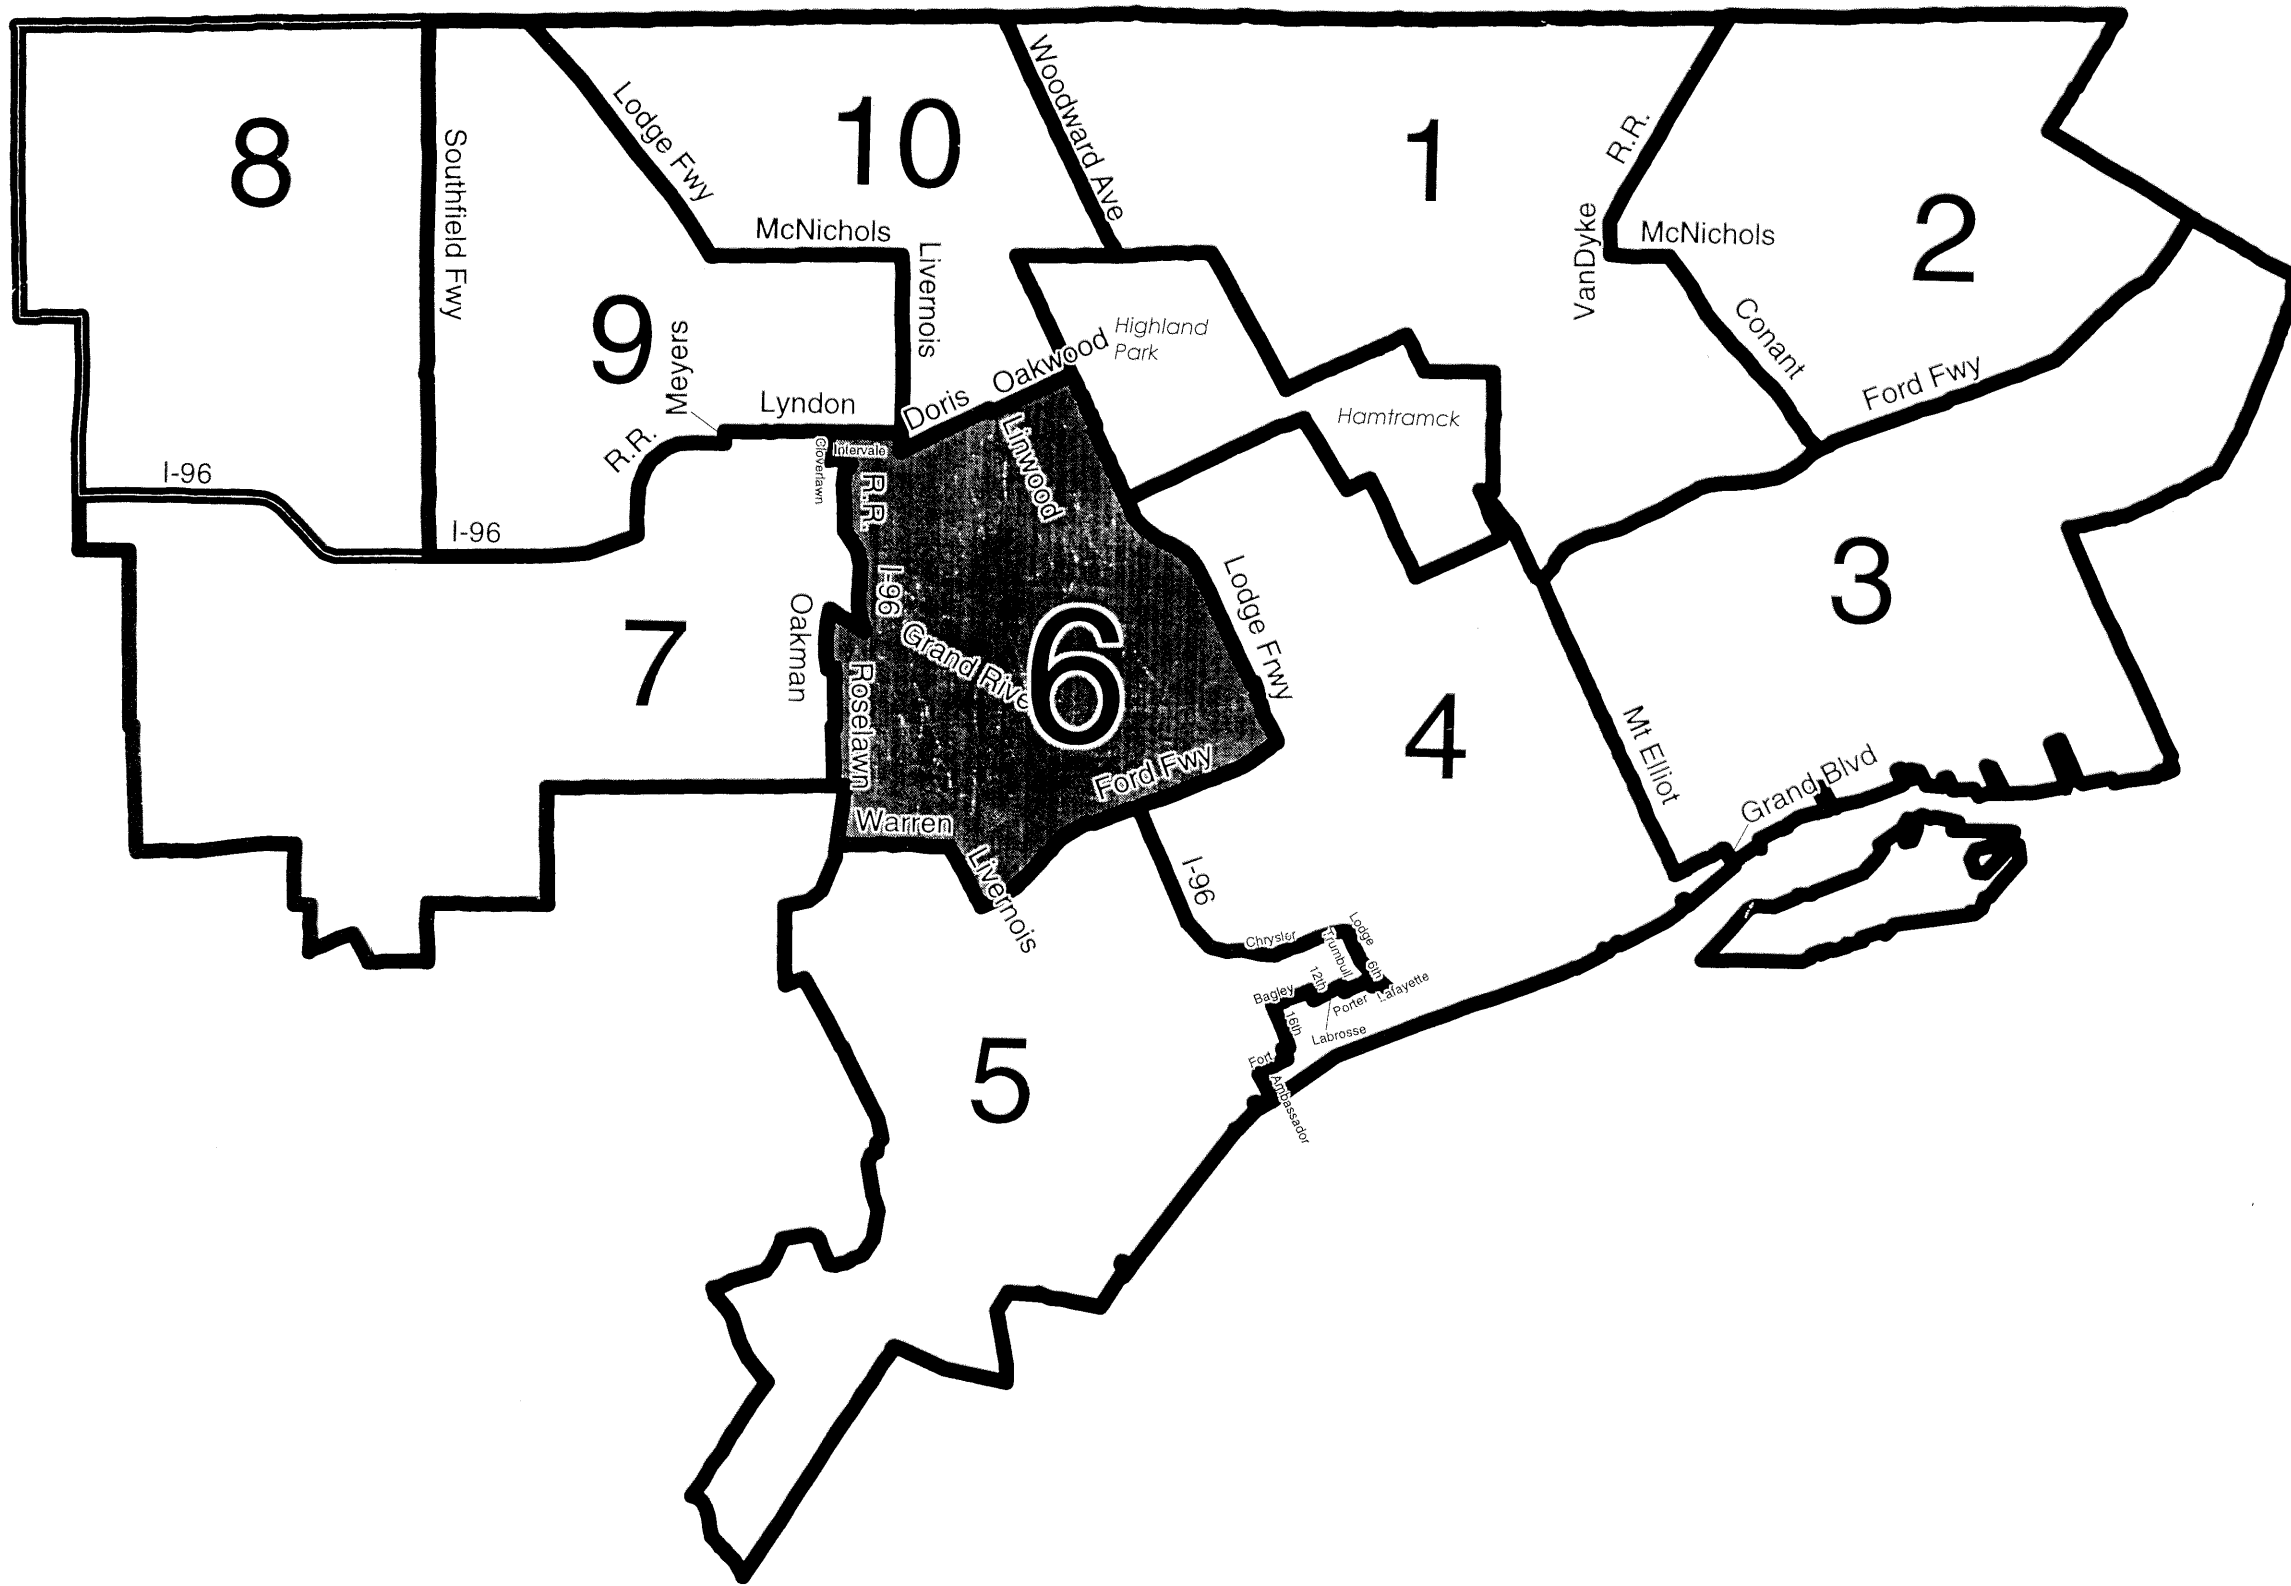 8
Southfield Fwy
Lodge Fwy
10
Woodward Ave
1
R.R.
2
McNichols
Livernois
VanDyke
McNichols
9
Meyers
Conant
Highland
Park
Doris
Oakwood
Ford Fwy
Lyndon
Hamtramck
R.R.
Cloverlawn
Intervale
Linwood
I-96
R.R.
I-96
I-96
Lodge Frwy
3
Oakman
7
Grand River
6
Roselawn
4
Mt Elliot
Ford Fwy
Grand Blvd
Warren
Livernois
I-96
Chrysler
Lodge
Trumbull
6th
12th
Bagley
Porter
Lafayette
16th
Labrosse
Fort
Ambassador
5